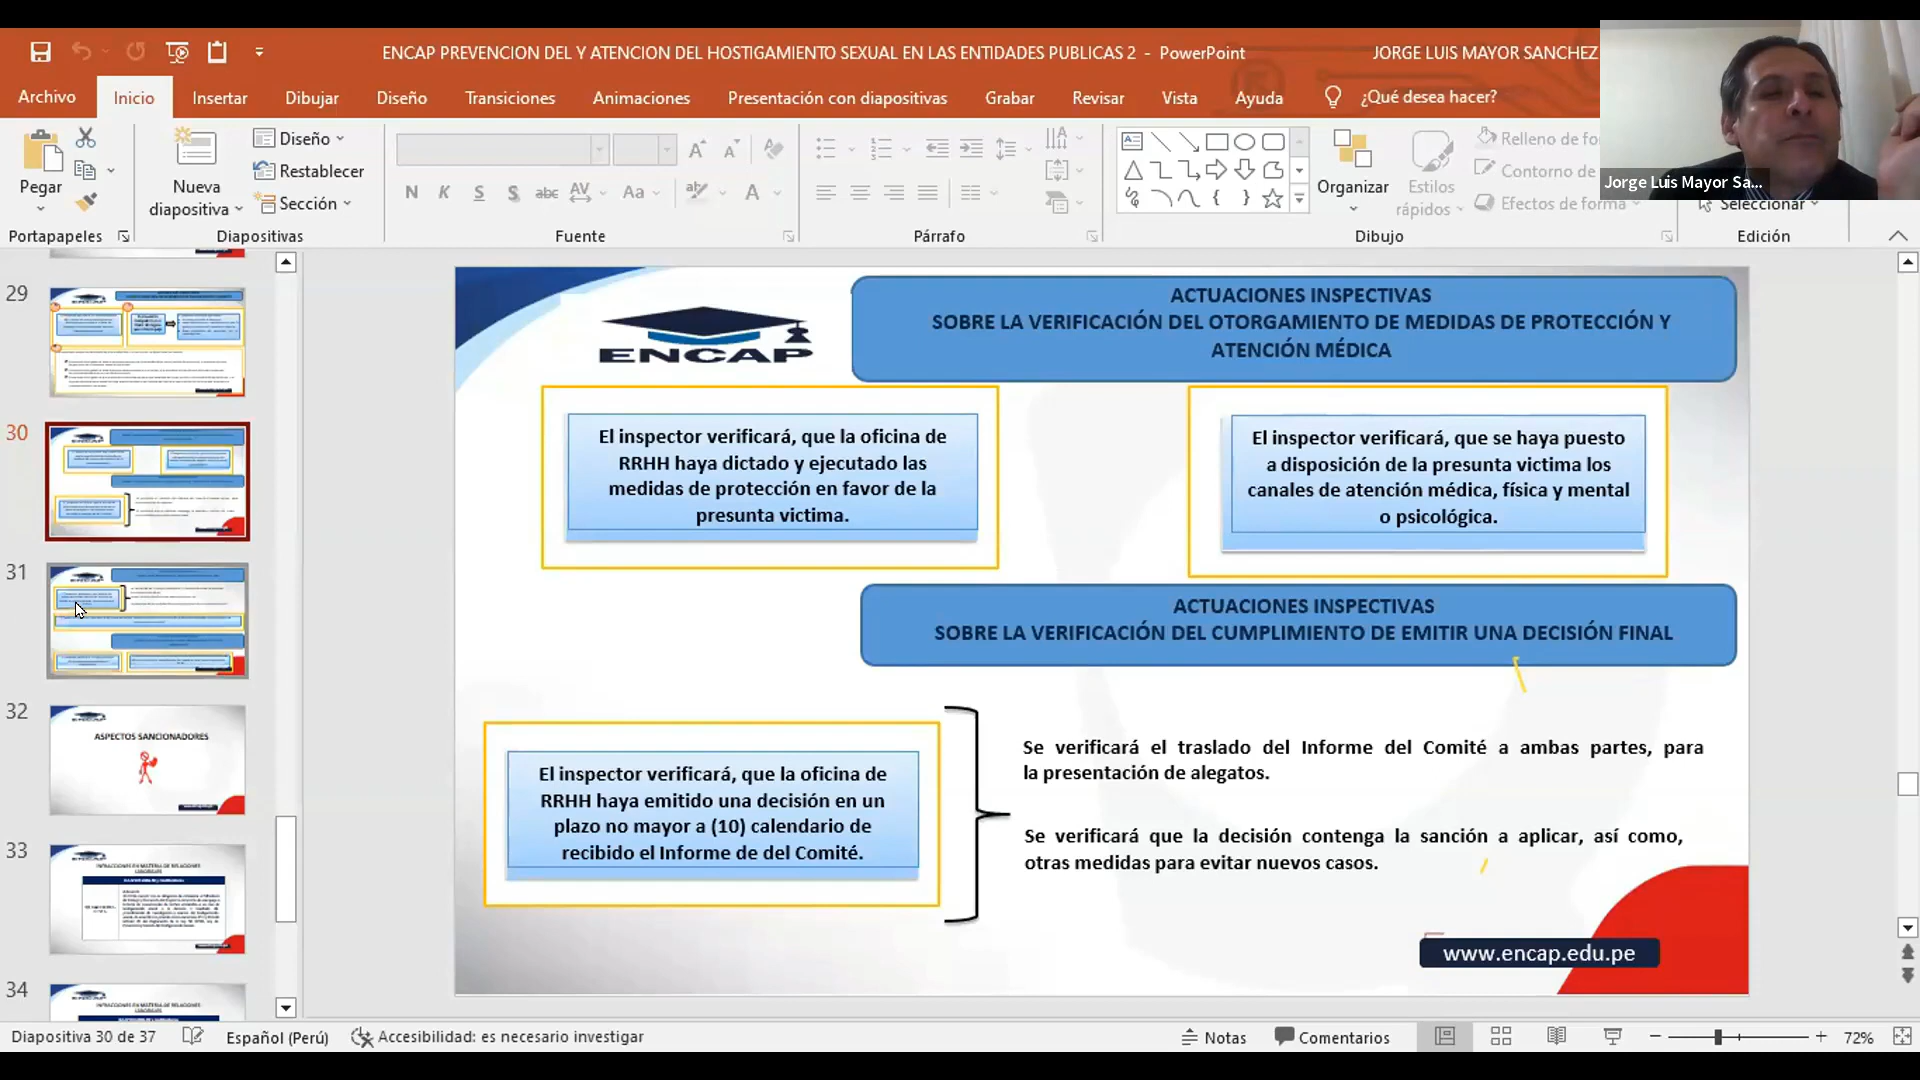 ENCAP PREVENCION DEL Y ATENCION DEL HOSTIGAMIENTO SEXUAL EN LAS ENTIDADES PUBLICAS 2 - PowerPoint
JORGE LUIS MAYOR SANCHEZ
Archivo
Inicio
Insertar
Dibujar
Diseño
Transiciones
Animaciones
Presentación con diapositivas
Grabar
Revisar
Vista
Ayuda
¿Qué desea hacer?
Pegar
Nueva
diapositiva
Diseño
Restablecer
Sección
N
K
S
S
abc
AV
Aa
A
Organizar
Estilos
rápidos
Relleno de
Contorno de
Efectos de forma
Jorge Luis Mayor Sa...
Seleccionar
Portapapeles
Diapositivas
Fuente
Párrafo
Dibujo
Edición
29
30
31
32
ASPECTOS SANCIONADORES
33
34
ENCAP
ACTUACIONES INSPECTIVAS
SOBRE LA VERIFICACIÓN DEL OTORGAMIENTO DE MEDIDAS DE PROTECCIÓN Y
ATENCIÓN MÉDICA
El inspector verificará, que la oficina de
RRHH haya dictado y ejecutado las
medidas de protección en favor de la
presunta victima.
El inspector verificará, que se haya puesto
a disposición de la presunta victima los
canales de atención médica, física y mental
o psicológica.
ACTUACIONES INSPECTIVAS
SOBRE LA VERIFICACIÓN DEL CUMPLIMIENTO DE EMITIR UNA DECISIÓN FINAL
El inspector verificará, que la oficina de
RRHH haya emitido una decisión en un
plazo no mayor a (10) calendario de
recibido el Informe de del Comité.
Se verificará el traslado del Informe del Comité a ambas partes, para
la presentación de alegatos.
Se verificará que la decisión contenga la sanción a aplicar, así como,
otras medidas para evitar nuevos casos.
www.encap.edu.pe
Diapositiva 30 de 37
Español (Perú)
Accesibilidad: es necesario investigar
Notas
Comentarios
72%